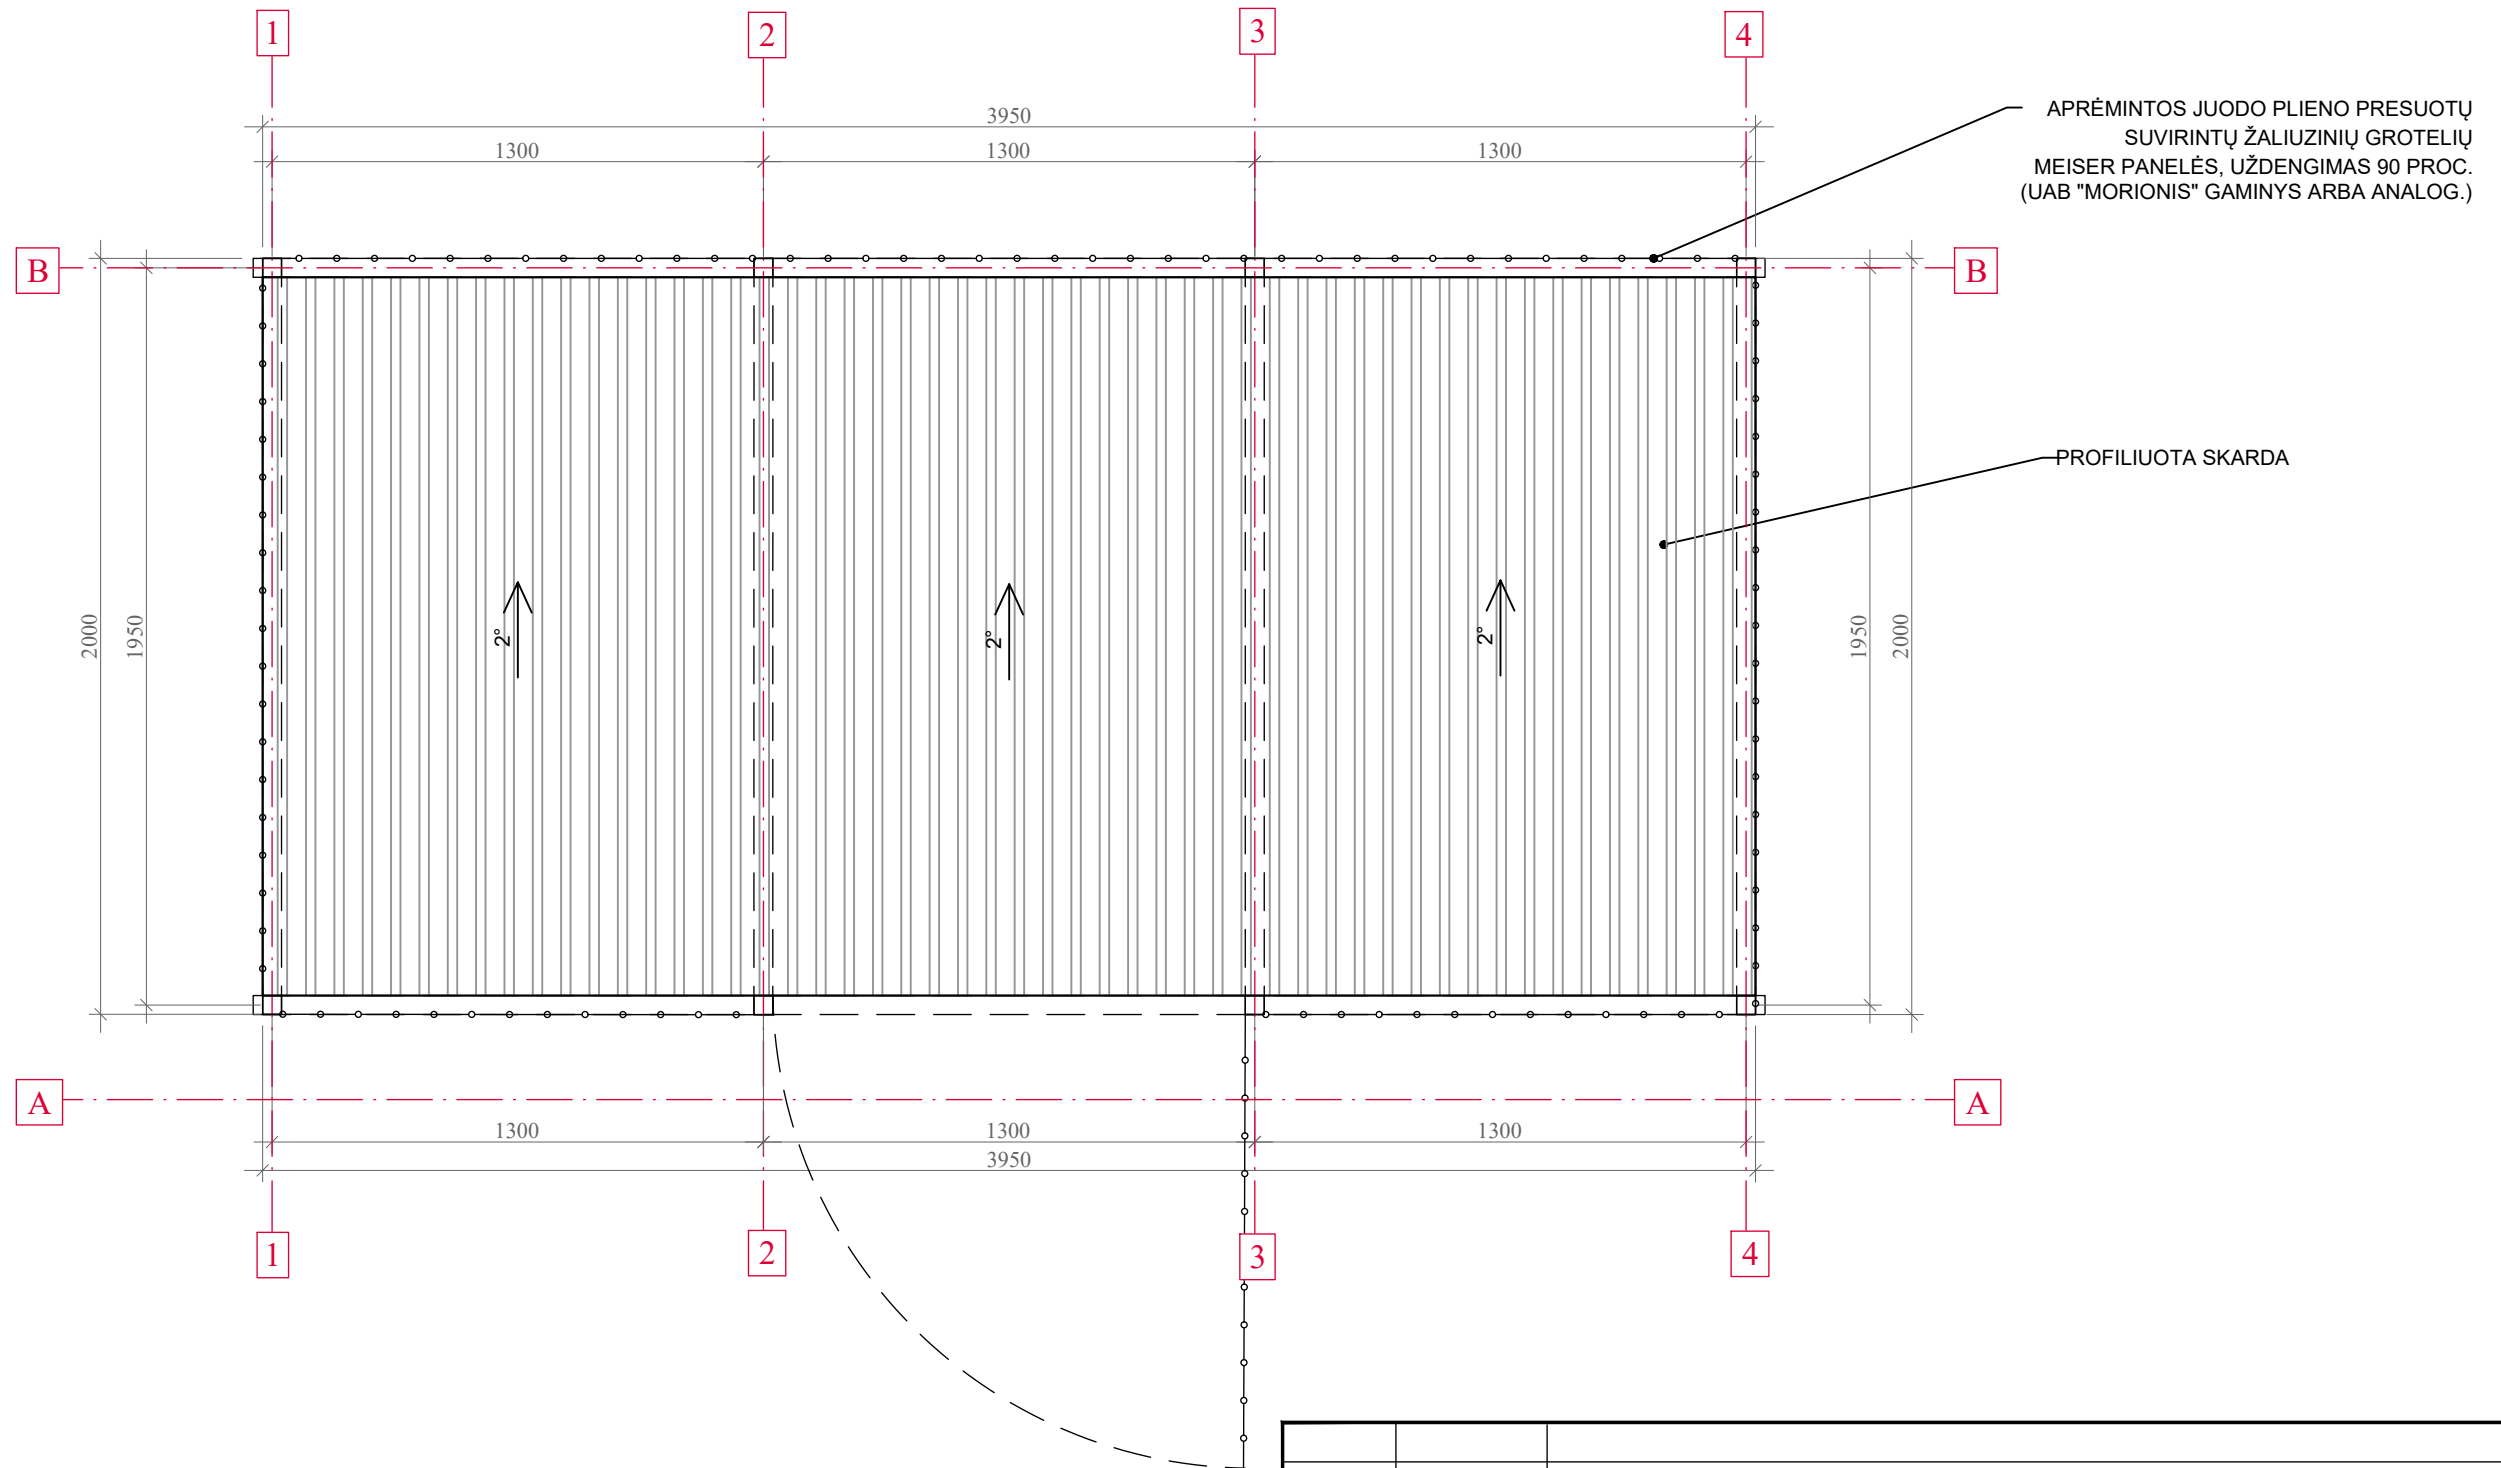 1
2
3
4
3950
1300
1300
1300
APRĖMINTOS JUODO PLIENO PRESUOTŲ
SUVIRINTŲ ŽALIUZINIŲ GROTELIŲ
MEISER PANELĖS, UŽDENGIMAS 90 PROC.
(UAB "MORIONIS" GAMINYS ARBA ANALOG.)
B
B
PROFILIUOTA SKARDA
2000
1950
2°
2°
2°
1950
2000
A
A
1300
1300
1300
3950
1
2
3
4